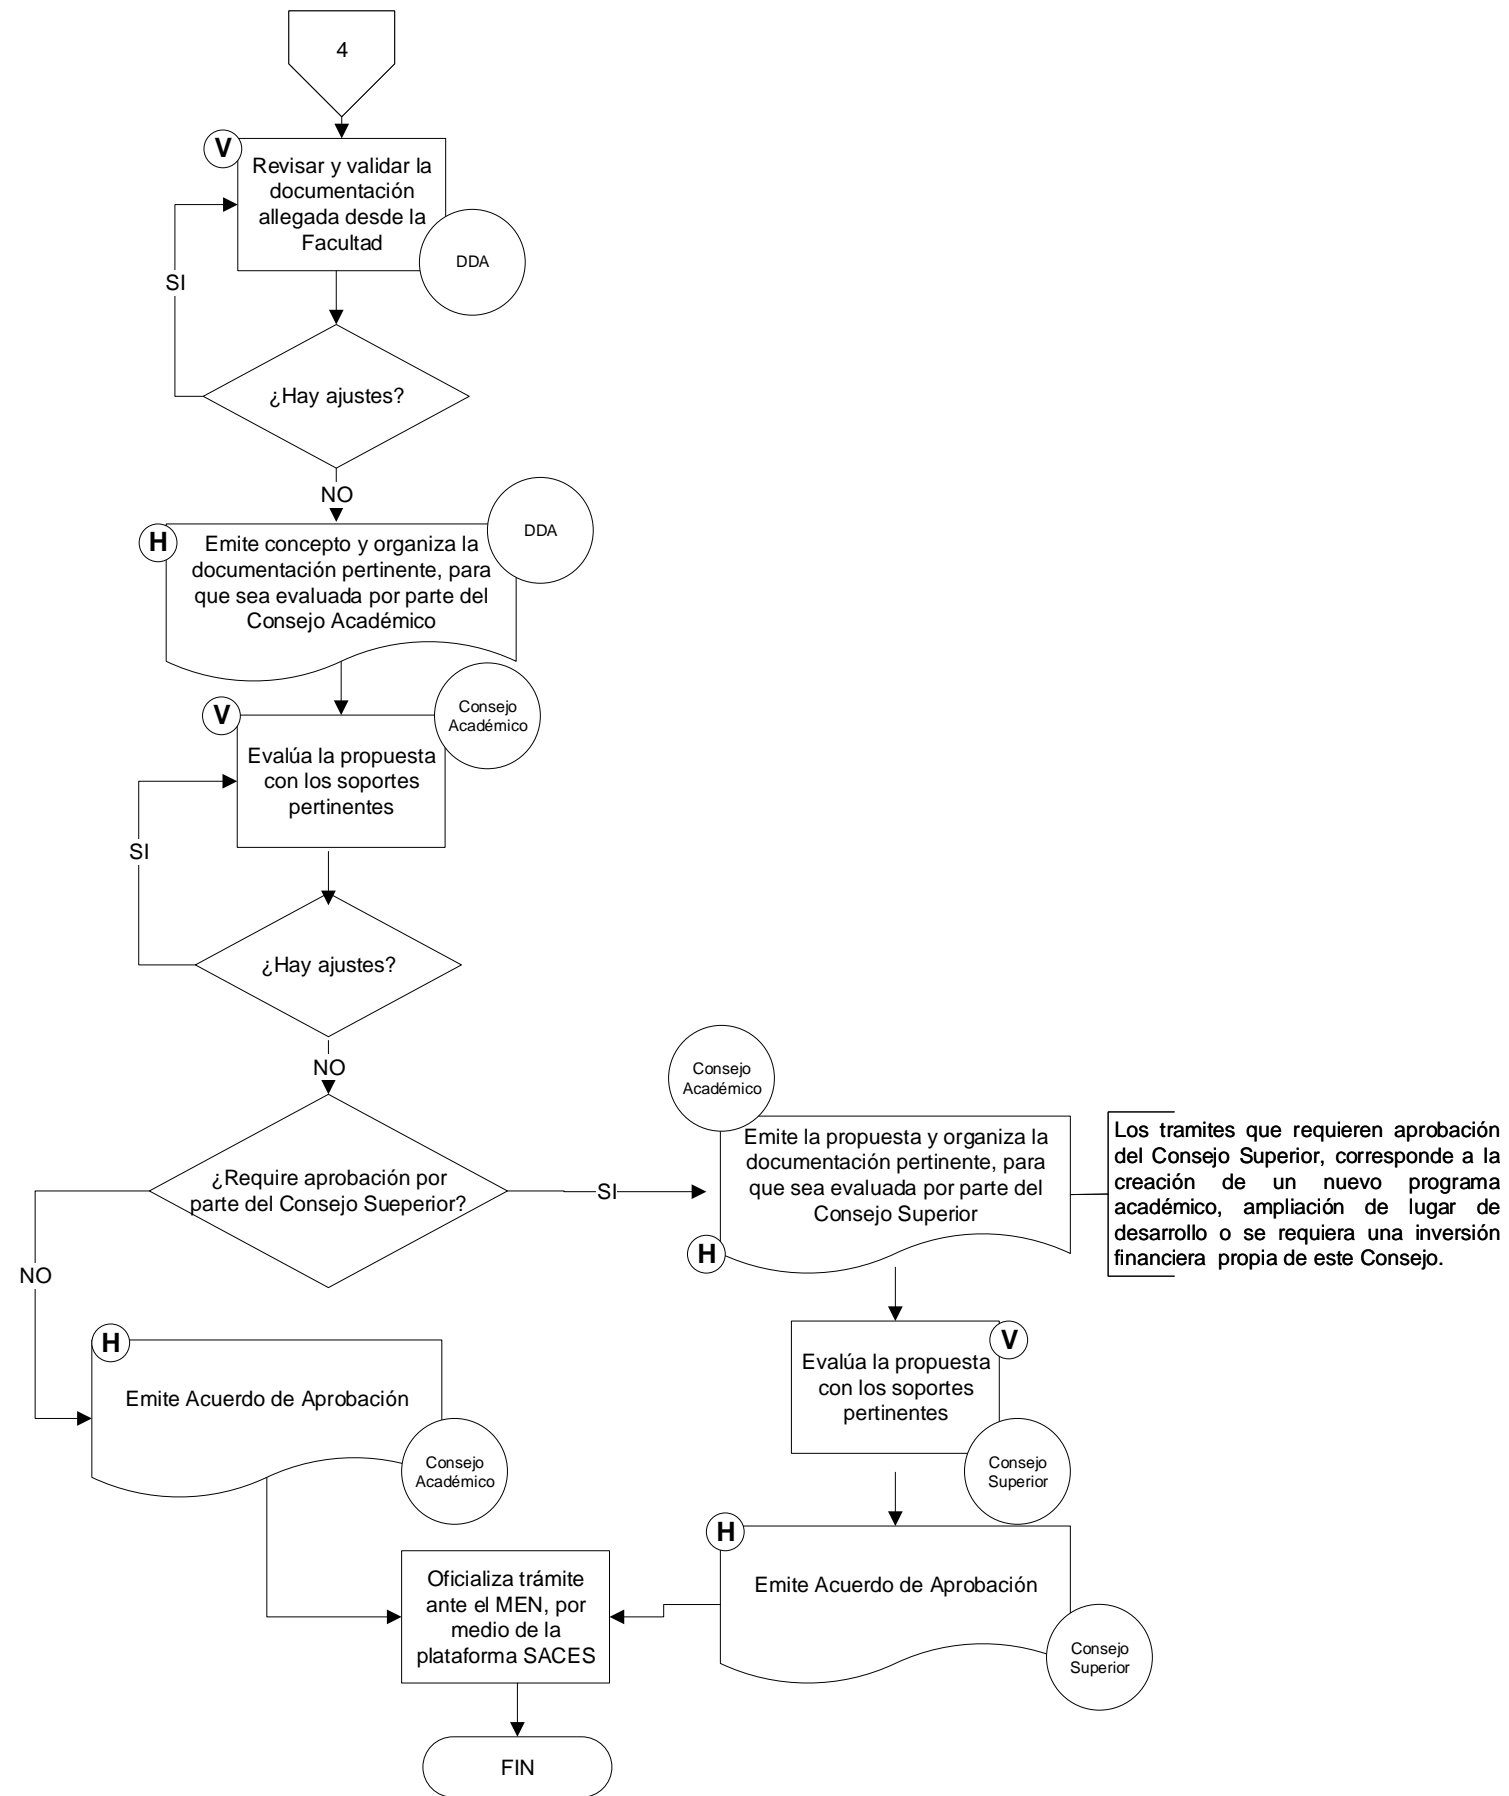 4
V
Revisar y validar la
documentación
allegada desde la
Facultad
DDA
SI
¿Hay ajustes?
NO
DDA
H
Emite concepto y organiza la
documentación pertinente, para
que sea evaluada por parte del
Consejo Académico
Consejo
Académico
V
Evalúa la propuesta
con los soportes
pertinentes
SI
¿Hay ajustes?
NO
¿Require aprobación por
parte del Consejo Sueperior?
SI
Consejo
Académico
Emite la propuesta y organiza la
documentación pertinente, para
que sea evaluada por parte del
Consejo Superior
H
Los tramites que requieren aprobación
del Consejo Superior, corresponde a la
creación de un nuevo programa
académico, ampliación de lugar de
desarrollo o se requiera una inversión
financiera propia de este Consejo.
NO
H
Emite Acuerdo de Aprobación
Consejo
Académico
V
Evalúa la propuesta
con los soportes
pertinentes
Consejo
Superior
H
Emite Acuerdo de Aprobación
Consejo
Superior
Oficializa trámite
ante el MEN, por
medio de la
plataforma SACES
FIN